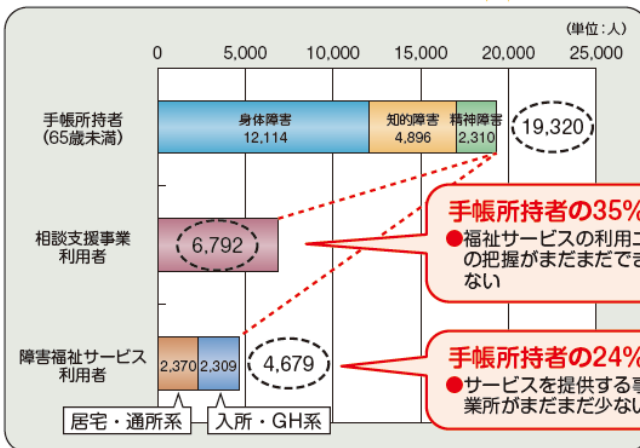 (単位:人)
0 5,000 10,000 15,000 20,000 25,000
手帳所持者
(65歳未満)
身体障害
12,114
知的障害
4,896
精神障害
2,310
19,320
手帳所持者の35%
●福祉サービスの利用ニ
の把握がまだまだでき
ない
相談支援事業
利用者
6,792
手帳所持者の24%
●サービスを提供する事
業所がまだまだ少ない
障害福祉サービス
利用者
2,370 2,309
4,679
居宅・通所系
入所・GH系